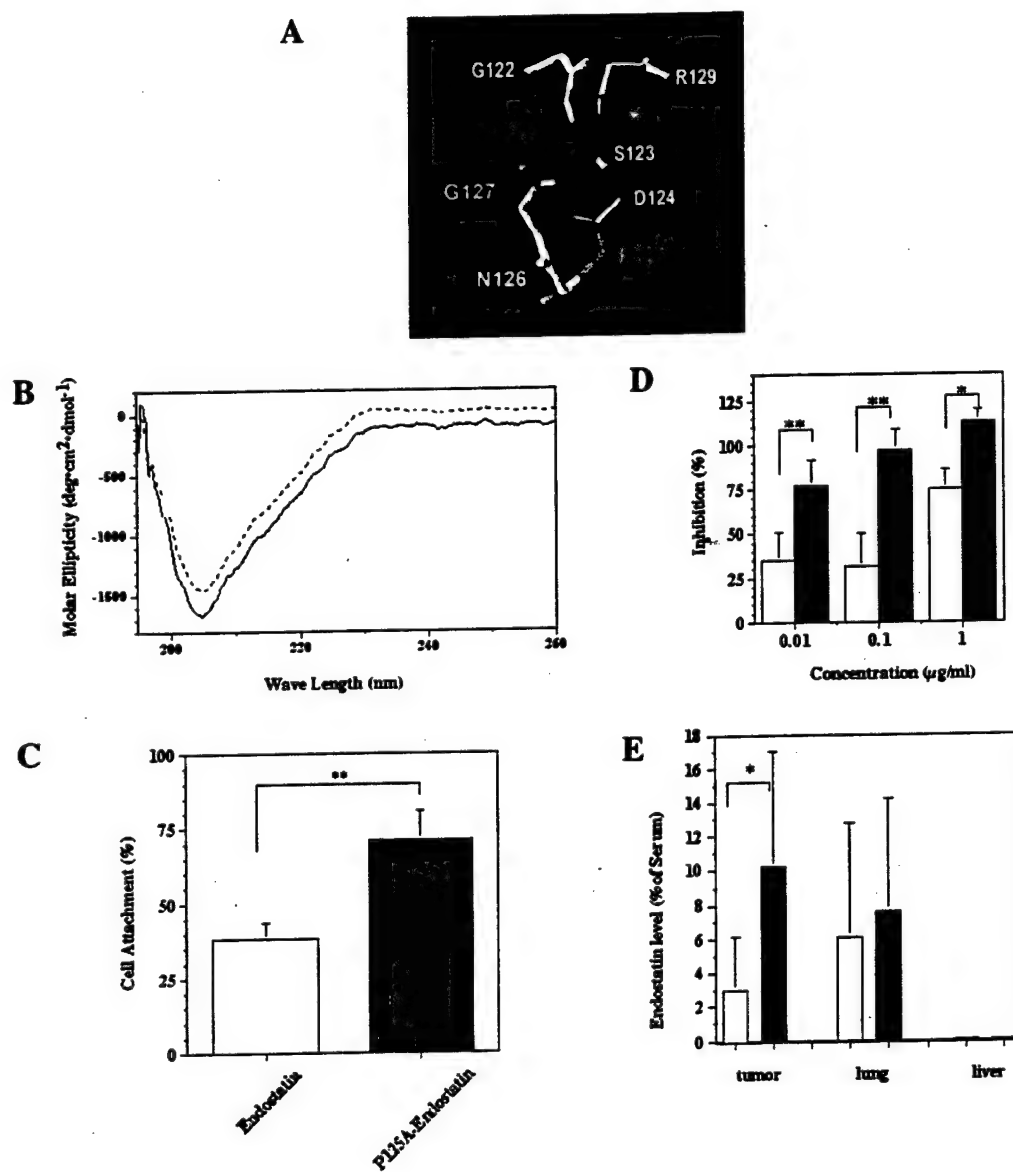 A
G122
R129
S123
G127
D124
N126
B
Molar Ellipticity (deg•cm²•dmol⁻¹)
0
-500
-1000
-1500
200
220
240
260
Wave Length (nm)
D
Inhibition (%)
125
100
75
50
25
0
**
**
*
0.01
0.1
1
Concentration (μg/ml)
C
Cell Attachment (%)
100
75
50
25
0
**
Endostatin
P125A-Endostatin
E
Endostatin level (% of Serum)
18
16
14
12
10
8
6
4
2
0
*
tumor
lung
liver